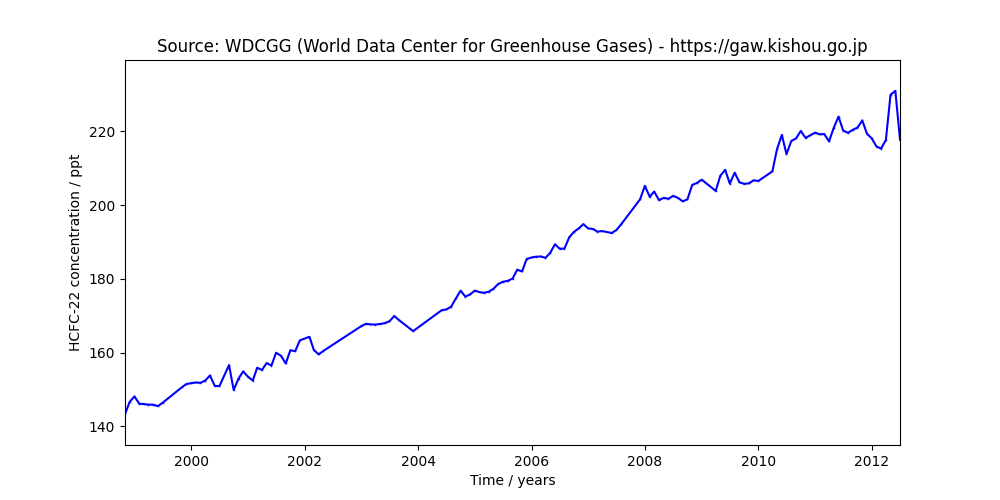 Source: WDCGG (World Data Center for Greenhouse Gases) - https://gaw.kishou.go.jp
HCFC-22 concentration / ppt
220
200
180
160
140
2000 2002 2004 2006 2008 2010 2012
Time / years